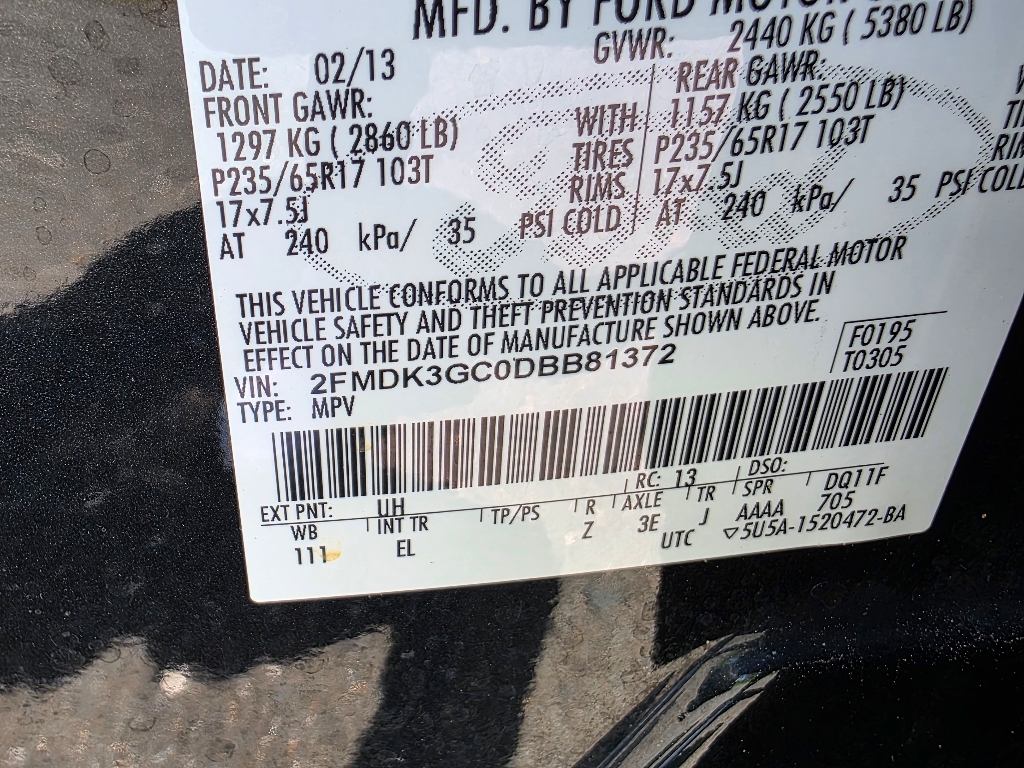 MFD. BY FORD MOTOR
GVWR: 2440 KG ( 5380 LB)
DATE: 02/13
FRONT GAWR: REAR GAWR:
1297 KG ( 2860 LB) WITH 1157 KG ( 2550 LB)
P235/65R17 103T TIRES P235/65R17 103T
17x7.5J RIMS 17x7.5J
AT 240 kPa/ 35 PSI COLD AT 240 kPa/ 35 PSI COLD
THIS VEHICLE CONFORMS TO ALL APPLICABLE FEDERAL MOTOR
VEHICLE SAFETY AND THEFT PREVENTION STANDARDS IN
EFFECT ON THE DATE OF MANUFACTURE SHOWN ABOVE.
VIN: 2FMDK3GC0DBB81372 F0195
TYPE: MPV T0305
EXT PNT: UH RC: 13 DSO: DQ11F
WB INT TR TP/PS R AXLE TR SPR 705
111 EL Z 3E J AAAA
UTC ▽5U5A-1520472-BA